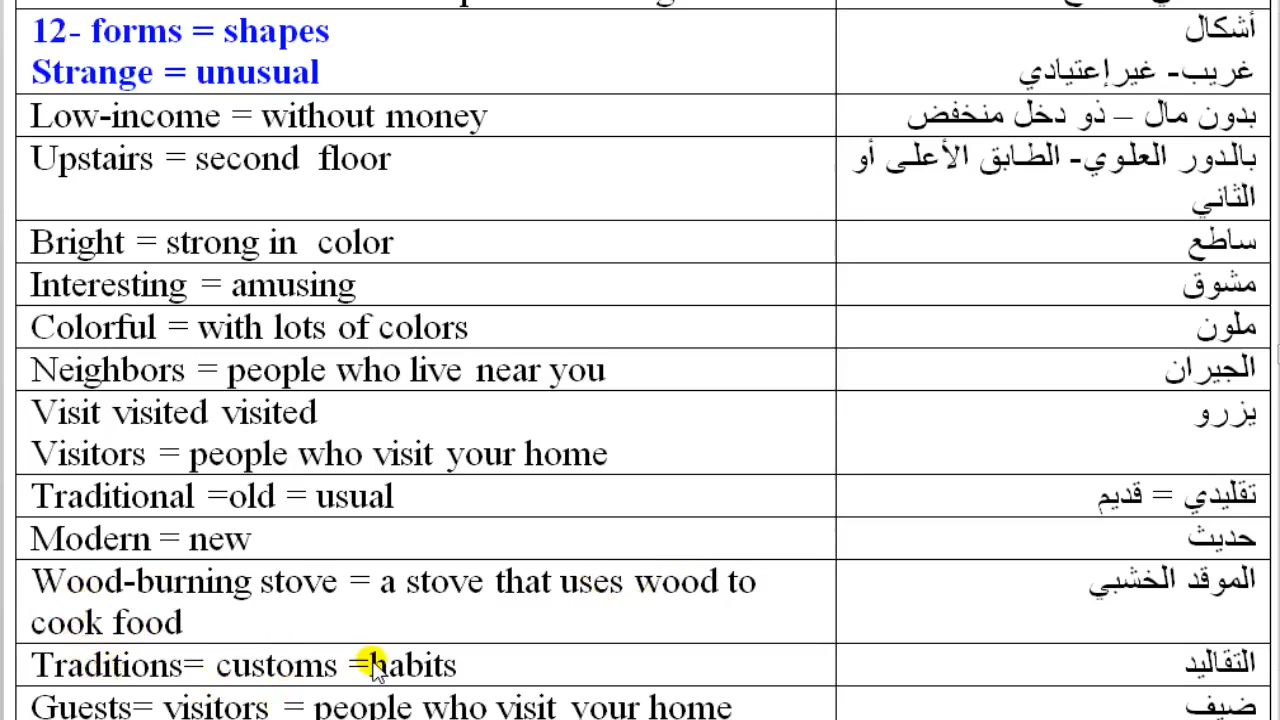 12- forms = shapes
أشكال
Strange = unusual
غريب- غير إعتيادي
Low-income = without money
بدون مال – ذو دخل منخفض
Upstairs = second floor
بالدور العلوي- الطابق الأعلى أو
الثاني
Bright = strong in color
ساطع
Interesting = amusing
مشوق
Colorful = with lots of colors
ملون
Neighbors = people who live near you
الجيران
Visit visited visited
يزرو
Visitors = people who visit your home
Traditional =old = usual
تقليدي = قديم
Modern = new
حديث
Wood-burning stove = a stove that uses wood to
cook food
الموقد الخشبي
Traditions= customs =habits
التقاليد
Guests= visitors = people who visit your home
ضيف